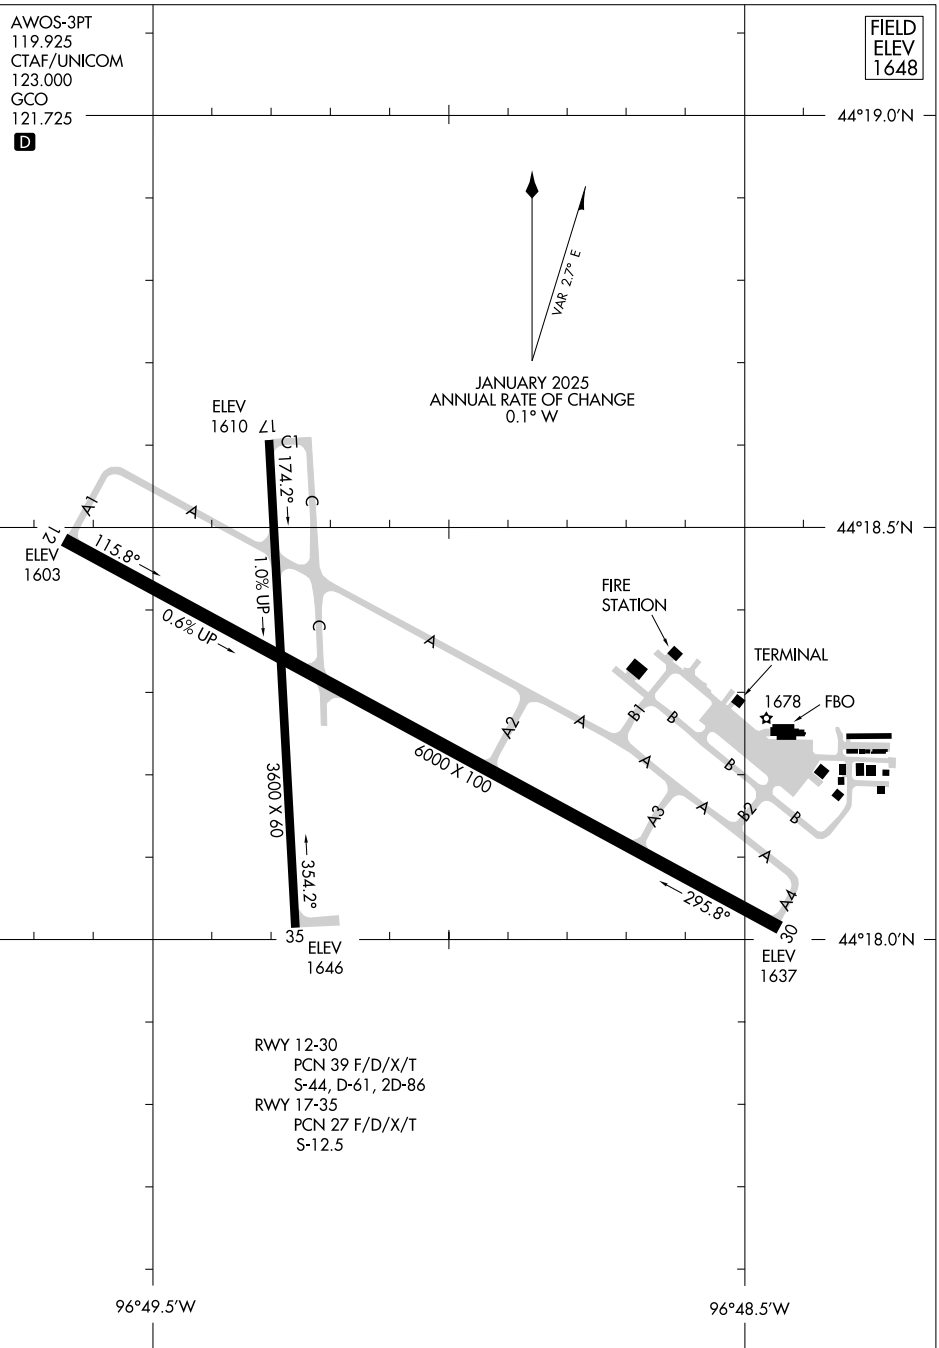 AWOS-3PT
119.925
CTAF/UNICOM
123.000
GCO
121.725
D
FIELD
ELEV
1648
44°19.0'N
VAR 2.7° E
JANUARY 2025
ANNUAL RATE OF CHANGE
0.1° W
ELEV
1610
17
C1
174.2°
C
A1
A
12
ELEV
1603
115.8°
44°18.5'N
1.0% UP
0.6% UP
C
A
FIRE
STATION
TERMINAL
1678
FBO
A2
A
B1
B
A
B
6000 X 100
3600 X 60
A3
A
B2
B
A
354.2°
295.8°
A4
35
ELEV
1646
30
ELEV
1637
44°18.0'N
RWY 12-30
PCN 39 F/D/X/T
S-44, D-61, 2D-86
RWY 17-35
PCN 27 F/D/X/T
S-12.5
96°49.5'W
96°48.5'W